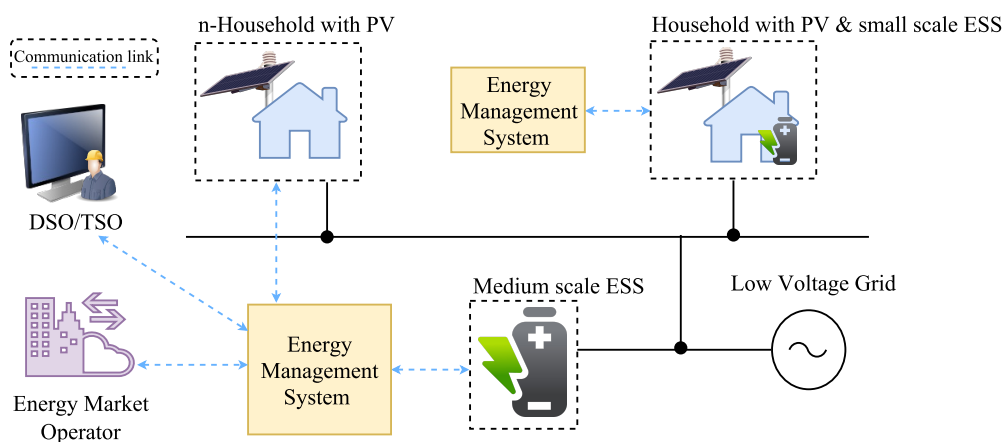 n-Household with PV
Household with PV & small scale ESS
Communication link
Energy
Management
System
DSO/TSO
Medium scale ESS
Low Voltage Grid
Energy
Management
System
Energy Market
Operator